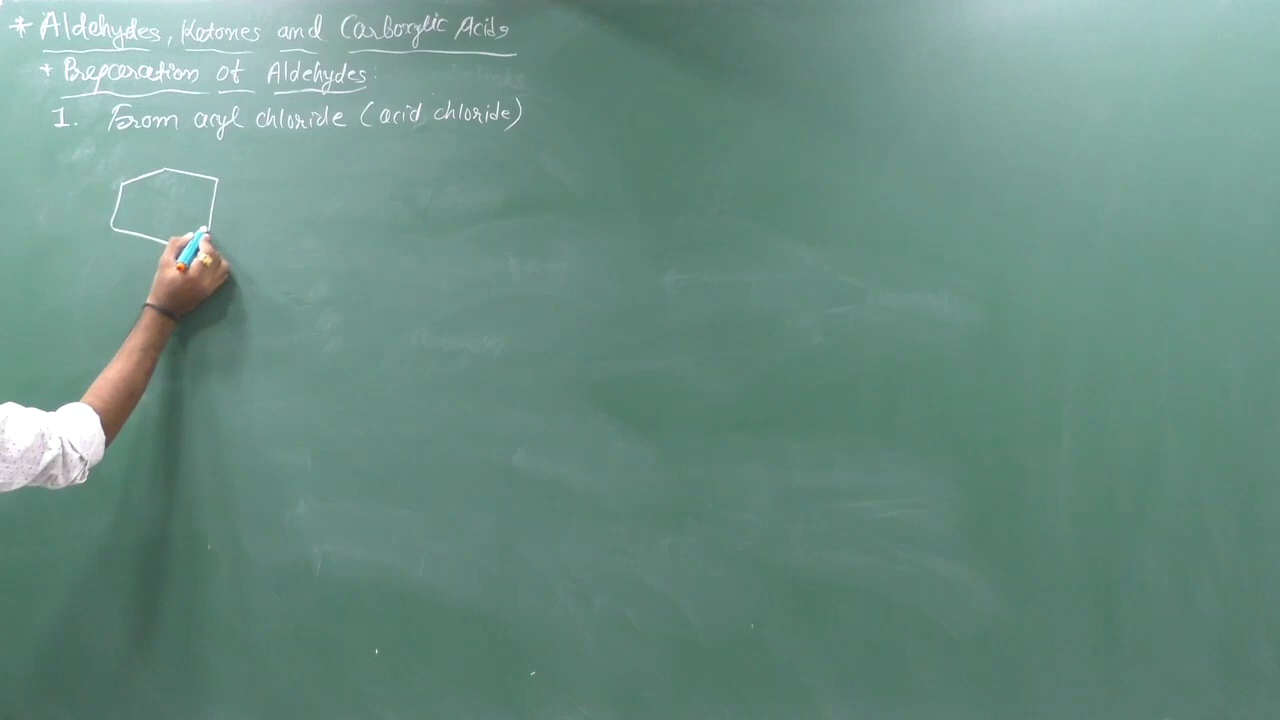 * Aldehydes, Ketones and Carboxylic Acids
+ Preparation of Aldehydes:
1. From acyl chloride (acid chloride)